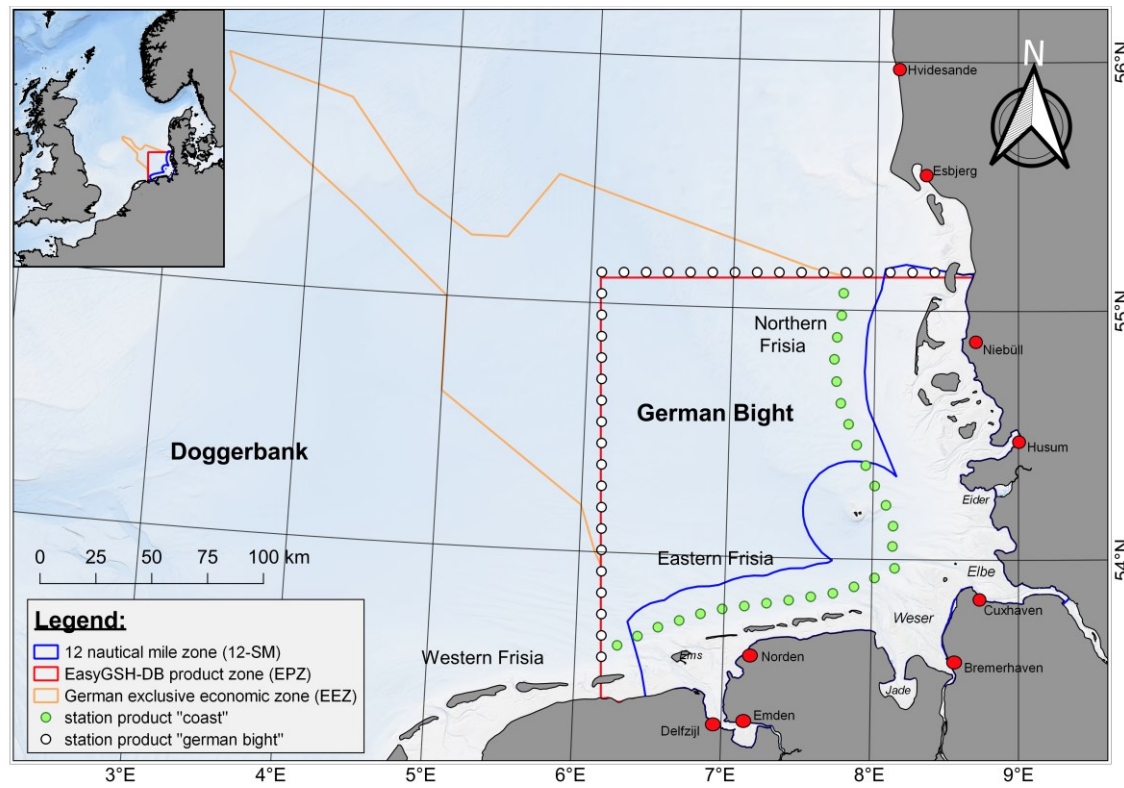 N
56°N
Hvidesande
Esbjerg
55°N
Northern
Frisia
Niebüll
German Bight
Doggerbank
Husum
Eider
0 25 50 75 100 km
Eastern Frisia
54°N
Elbe
Cuxhaven
Weser
Legend:
12 nautical mile zone (12-SM)
EasyGSH-DB product zone (EPZ)
German exclusive economic zone (EEZ)
station product "coast"
station product "german bight"
Western Frisia
Ems
Norden
Bremerhaven
Jade
Delfzijl
Emden
3°E 4°E 5°E 6°E 7°E 8°E 9°E